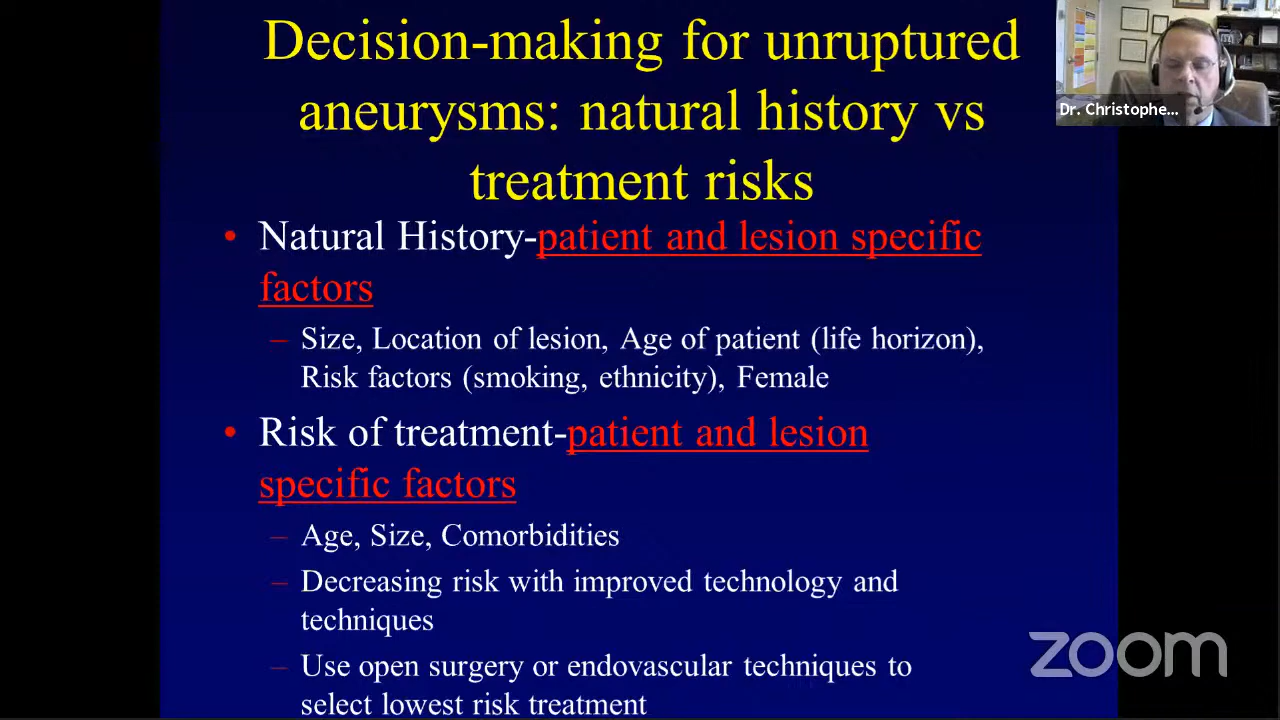 Decision-making for unruptured
aneurysms: natural history vs
treatment risks
Dr. Christophe...
• Natural History-patient and lesion specific
factors
– Size, Location of lesion, Age of patient (life horizon),
Risk factors (smoking, ethnicity), Female
• Risk of treatment-patient and lesion
specific factors
– Age, Size, Comorbidities
– Decreasing risk with improved technology and
techniques
– Use open surgery or endovascular techniques to
select lowest risk treatment
zoom